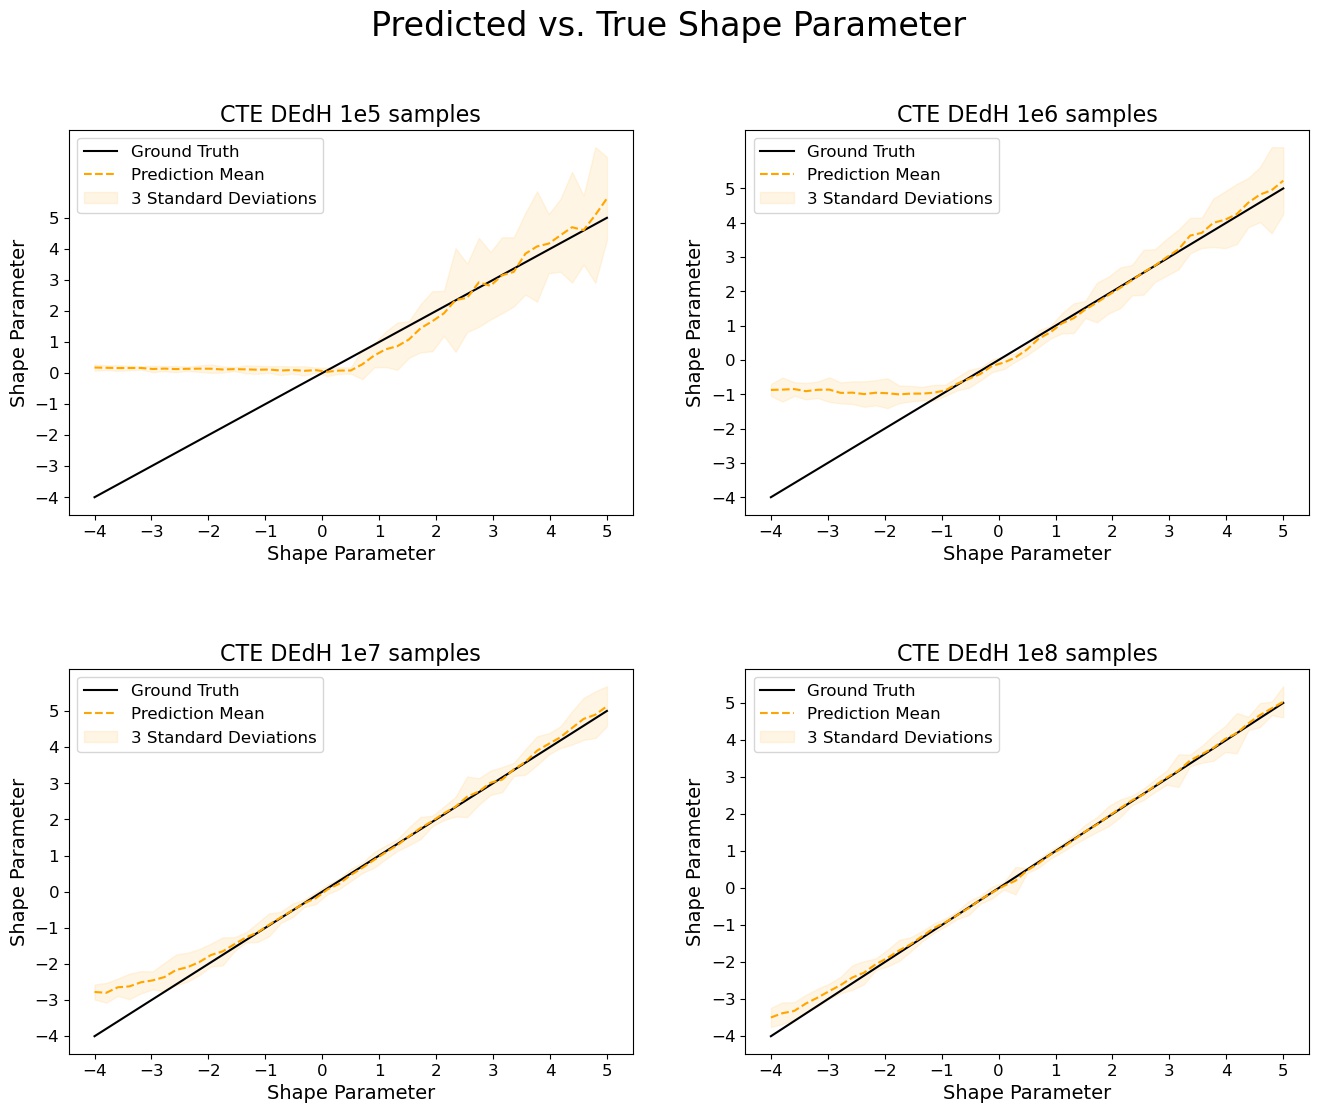 Predicted vs. True Shape Parameter
CTE DEdH 1e5 samples
Ground Truth
Prediction Mean
3 Standard Deviations
Shape Parameter
5
4
3
2
1
0
−1
−2
−3
−4
−4 −3 −2 −1 0 1 2 3 4 5
Shape Parameter
CTE DEdH 1e6 samples
Ground Truth
Prediction Mean
3 Standard Deviations
Shape Parameter
5
4
3
2
1
0
−1
−2
−3
−4
−4 −3 −2 −1 0 1 2 3 4 5
Shape Parameter
CTE DEdH 1e7 samples
Ground Truth
Prediction Mean
3 Standard Deviations
Shape Parameter
5
4
3
2
1
0
−1
−2
−3
−4
−4 −3 −2 −1 0 1 2 3 4 5
Shape Parameter
CTE DEdH 1e8 samples
Ground Truth
Prediction Mean
3 Standard Deviations
Shape Parameter
5
4
3
2
1
0
−1
−2
−3
−4
−4 −3 −2 −1 0 1 2 3 4 5
Shape Parameter